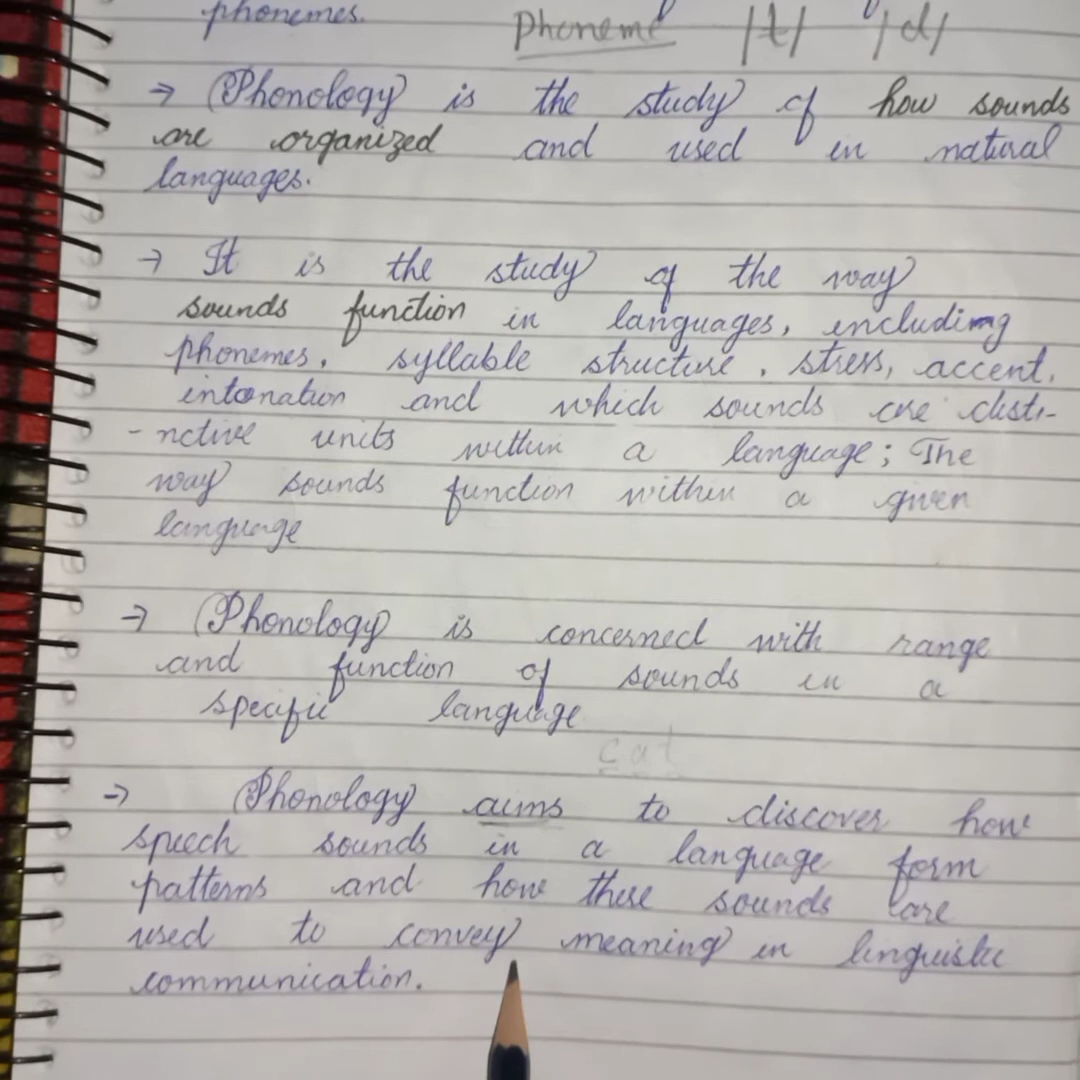 phonemes.
Phoneme /t/ /d/
→ Phonology is the study of how sounds
are organized and used in natural
languages.
→ It is the study of the way
sounds function in languages, including
phonemes, syllable structure, stress, accent,
intonation and which sounds are disti-
-nctive units within a language; The
way sounds function within a given
language
→ Phonology is concerned with range
and function of sounds in a
specific language
cat
→ Phonology aims to discover how
speech sounds in a language form
patterns and how these sounds are
used to convey meaning in linguistic
communication.